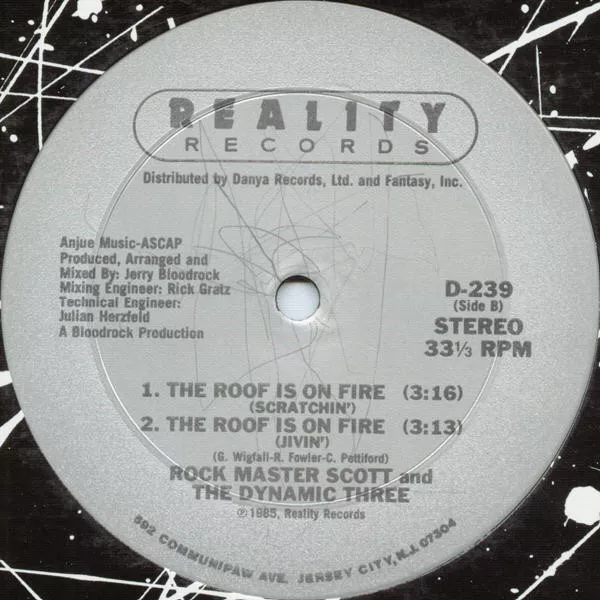 REALITY
RECORDS
Distributed by Danya Records, Ltd. and Fantasy, Inc.
Anjue Music-ASCAP
Produced, Arranged and
Mixed By: Jerry Bloodrock
Mixing Engineer: Rick Gratz
Technical Engineer:
Julian Herzfeld
A Bloodrock Production
D-239
(Side B)
STEREO
33⅓ RPM
1. THE ROOF IS ON FIRE (3:16)
(SCRATCHIN')
2. THE ROOF IS ON FIRE (3:13)
(JIVIN')
(G. Wigfall-R. Fowler-C. Pettiford)
ROCK MASTER SCOTT and
THE DYNAMIC THREE
℗1985, Reality Records
592 COMMUNIPAW AVE. JERSEY CITY, N.J. 07304